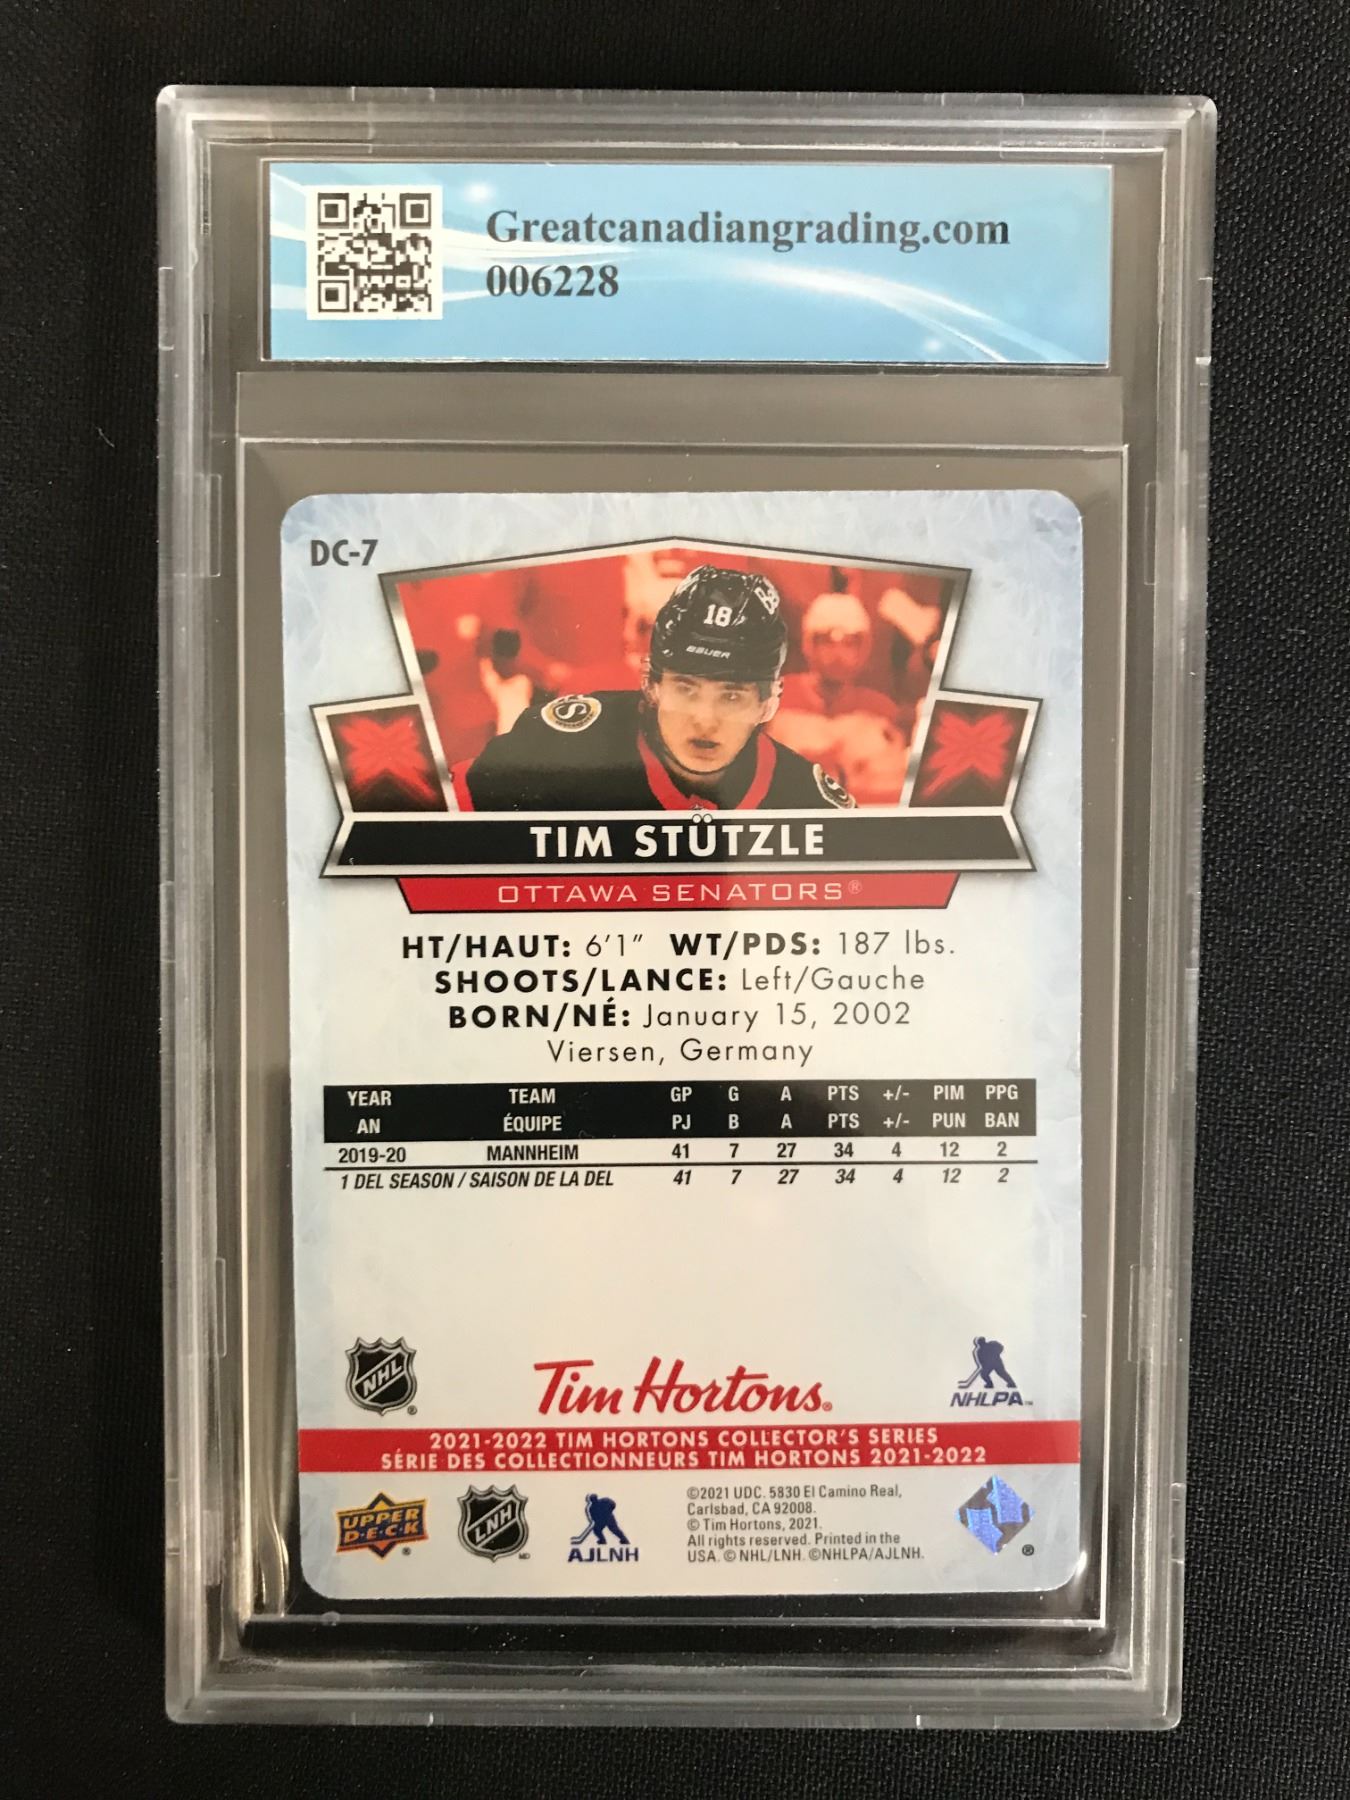 Greatcanadiangrading.com
006228
DC-7
18
BAUER
TIM STÜTZLE
OTTAWA SENATORS®
HT/HAUT: 6'1" WT/PDS: 187 lbs.
SHOOTS/LANCE: Left/Gauche
BORN/NÉ: January 15, 2002
Viersen, Germany
YEAR TEAM GP G A PTS +/- PIM PPG
AN ÉQUIPE PJ B A PTS +/- PUN BAN
2019-20 MANNHEIM 41 7 27 34 4 12 2
1 DEL SEASON / SAISON DE LA DEL 41 7 27 34 4 12 2
NHL ®
Tim Hortons®
NHLPA™
2021-2022 TIM HORTONS COLLECTOR'S SERIES
SÉRIE DES COLLECTIONNEURS TIM HORTONS 2021-2022
UPPER
D·E·C·K ®
LNH MD
AJLNH
©2021 UDC. 5830 El Camino Real,
Carlsbad, CA 92008.
© Tim Hortons, 2021.
All rights reserved. Printed in the
USA. © NHL/LNH. ©NHLPA/AJLNH.
®